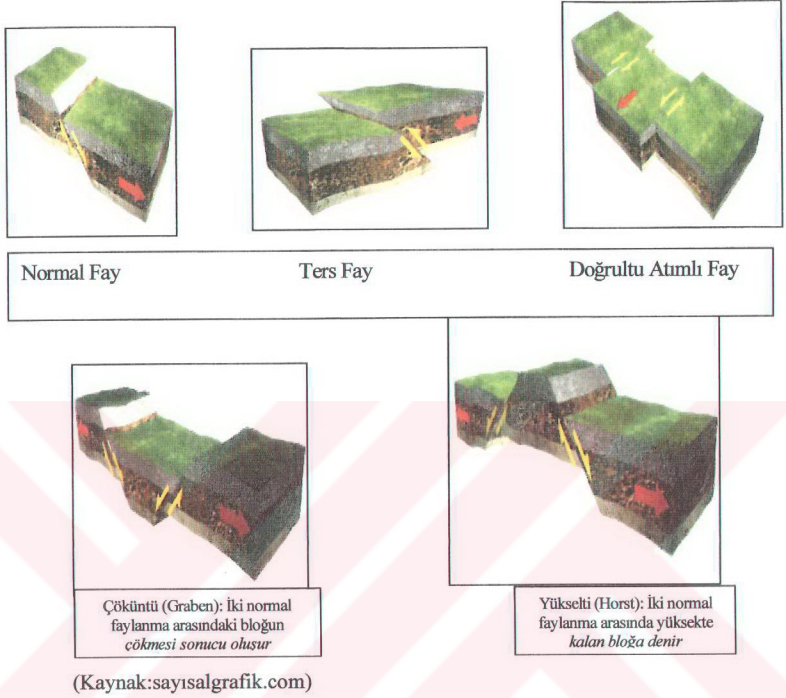 Normal Fay
Ters Fay
Doğrultu Atımlı Fay
Çöküntü (Graben): İki normal
faylanma arasındaki bloğun
çökmesi sonucu oluşur
Yükselti (Horst): İki normal
faylanma arasında yüksekte
kalan bloğa denir
(Kaynak:sayısalgrafik.com)